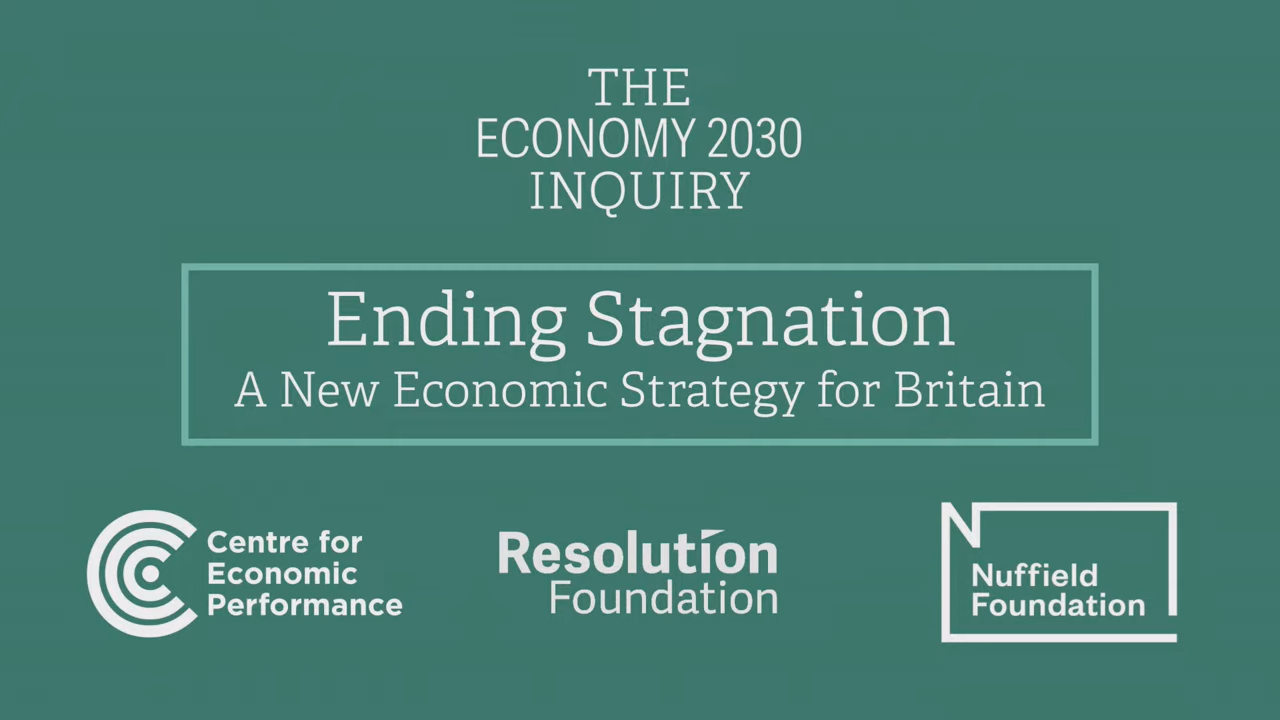 THE
ECONOMY 2030
INQUIRY
Ending Stagnation
A New Economic Strategy for Britain
Centre for
Economic
Performance
Resolution
Foundation
Nuffield
Foundation